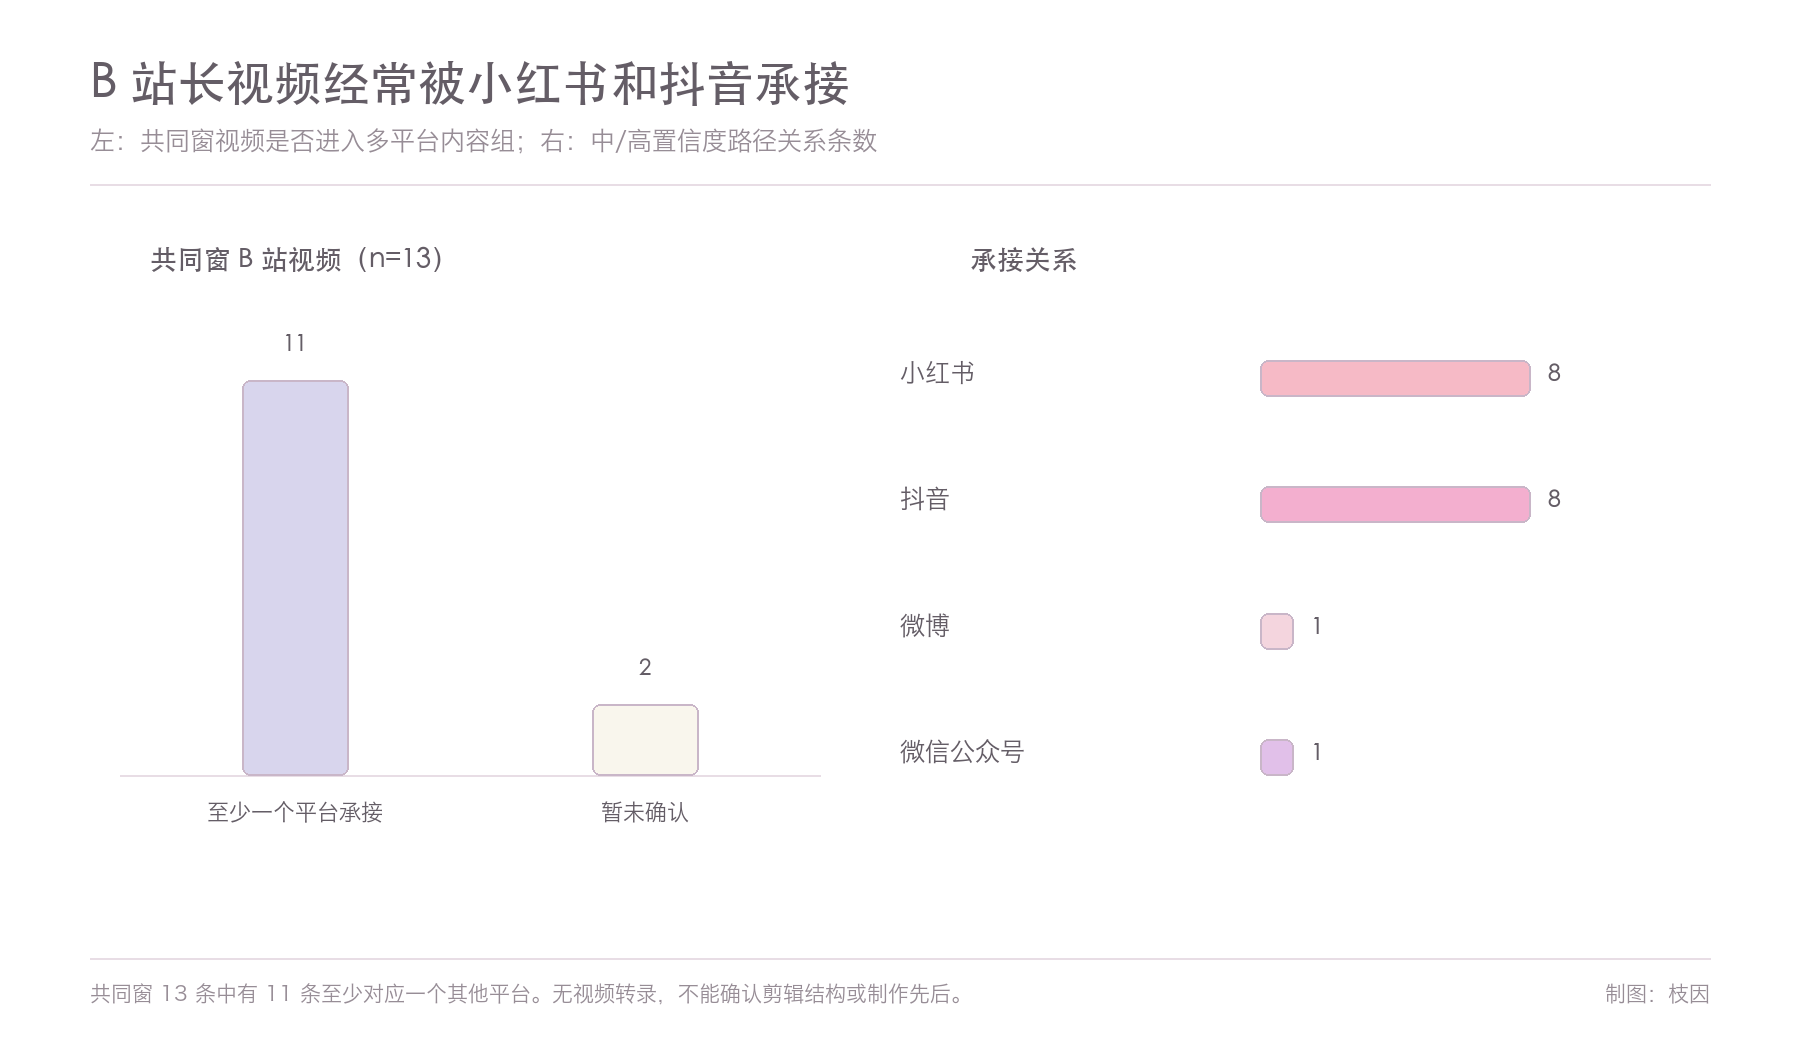 B 站长视频经常被小红书和抖音承接
左：共同窗视频是否进入多平台内容组；右：中/高置信度路径关系条数
共同窗 B 站视频（n=13）
11
2
至少一个平台承接
暂未确认
承接关系
小红书 8
抖音 8
微博 1
微信公众号 1
共同窗 13 条中有 11 条至少对应一个其他平台。无视频转录，不能确认剪辑结构或制作先后。
制图：枝因